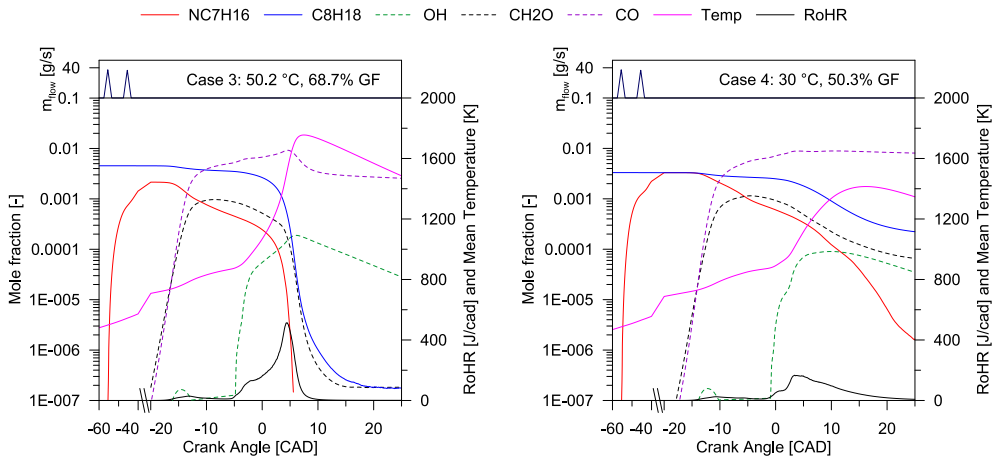 NC7H16 C8H18 OH CH2O CO Temp RoHR
Case 3: 50.2 °C, 68.7% GF
m_flow [g/s]
40
0.1
0.01
0.001
0.0001
1E-005
1E-006
1E-007
Mole fraction [-]
2000
1600
1200
800
400
0
RoHR [J/cad] and Mean Temperature [K]
-60 -40 -20 -10 0 10 20
Crank Angle [CAD]
Case 4: 30 °C, 50.3% GF
m_flow [g/s]
40
0.1
0.01
0.001
0.0001
1E-005
1E-006
1E-007
Mole fraction [-]
2000
1600
1200
800
400
0
RoHR [J/cad] and Mean Temperature [K]
-60 -40 -20 -10 0 10 20
Crank Angle [CAD]